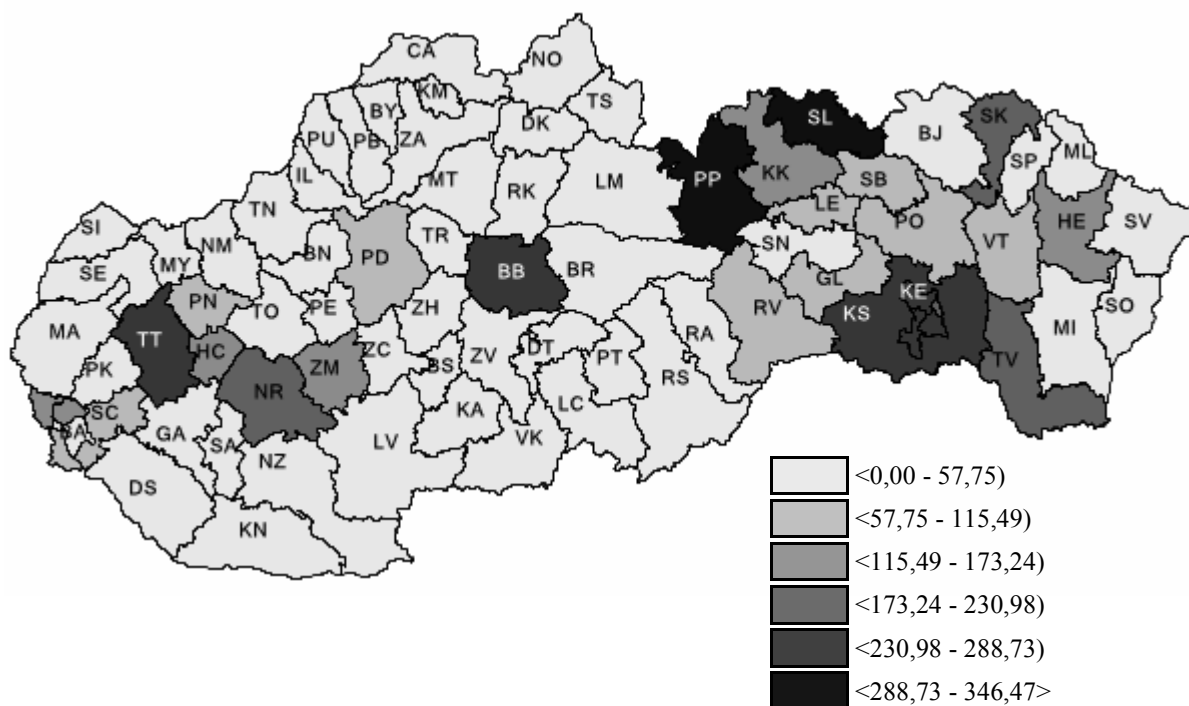 CA NO
KM TS
BY DK
PU PB ZA
IL MT RK LM PP KK SL BJ SK SP ML
TN SB
SI NM TR LE PO HE SV
SE MY BN PD BB BR SN VT
PN TO PE ZH GL KE SO
MA TT RV KS MI
HC ZM ZC DT RA TV
PK NR BS ZV PT RS
SC KA LC
BA GA SA LV VK
NZ
DS
KN
<0,00 - 57,75)
<57,75 - 115,49)
<115,49 - 173,24)
<173,24 - 230,98)
<230,98 - 288,73)
<288,73 - 346,47>